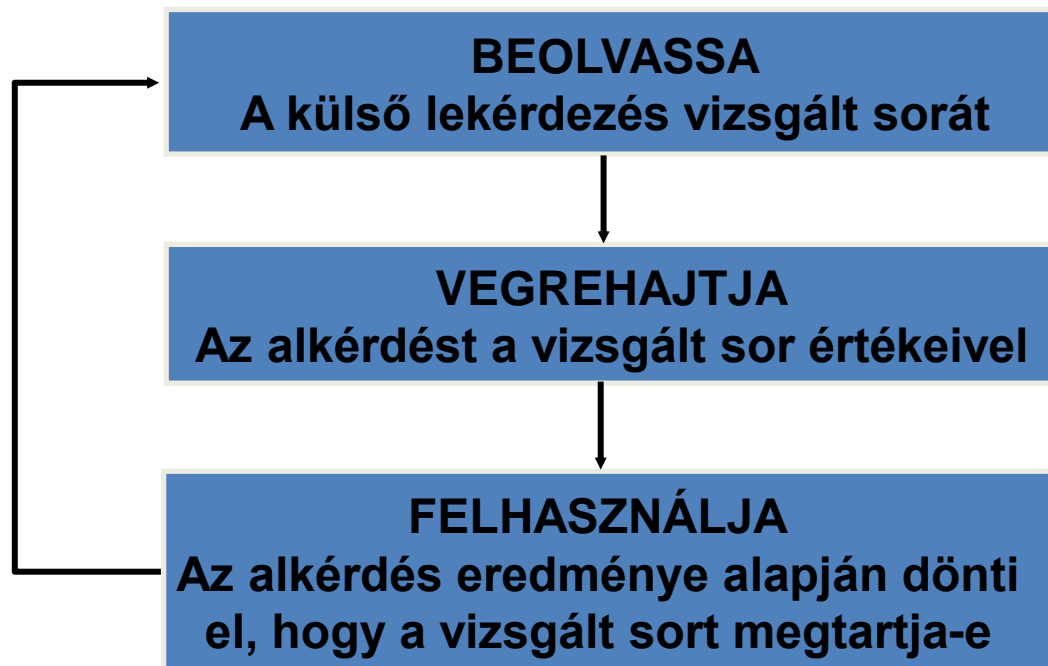 BEOLVASSA
A külső lekérdezés vizsgált sorát
VEGREHAJTJA
Az alkérdést a vizsgált sor értékeivel
FELHASZNÁLJA
Az alkérdés eredménye alapján dönti
el, hogy a vizsgált sort megtartja-e